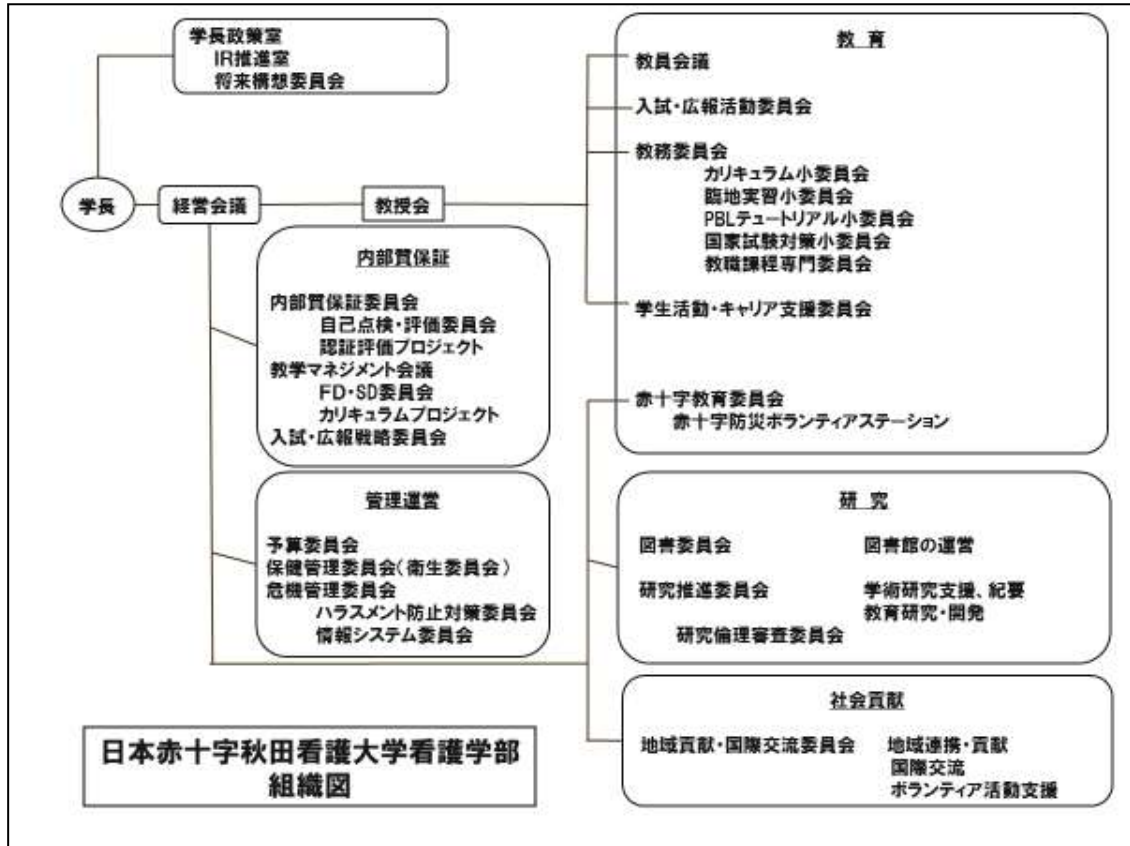 学長政策室
IR推進室
将来構想委員会
学長
経営会議
教授会
内部質保証
内部質保証委員会
自己点検・評価委員会
認証評価プロジェクト
教学マネジメント会議
FD・SD委員会
カリキュラムプロジェクト
入試・広報戦略委員会
管理運営
予算委員会
保健管理委員会(衛生委員会)
危機管理委員会
ハラスメント防止対策委員会
情報システム委員会
教 育
教員会議
入試・広報活動委員会
教務委員会
カリキュラム小委員会
臨地実習小委員会
PBLテュートリアル小委員会
国家試験対策小委員会
教職課程専門委員会
学生活動・キャリア支援委員会
赤十字教育委員会
赤十字防災ボランティアステーション
研 究
図書委員会 図書館の運営
研究推進委員会 学術研究支援、紀要
教育研究・開発
研究倫理審査委員会
社会貢献
地域貢献・国際交流委員会 地域連携・貢献
国際交流
ボランティア活動支援
日本赤十字秋田看護大学看護学部
組織図